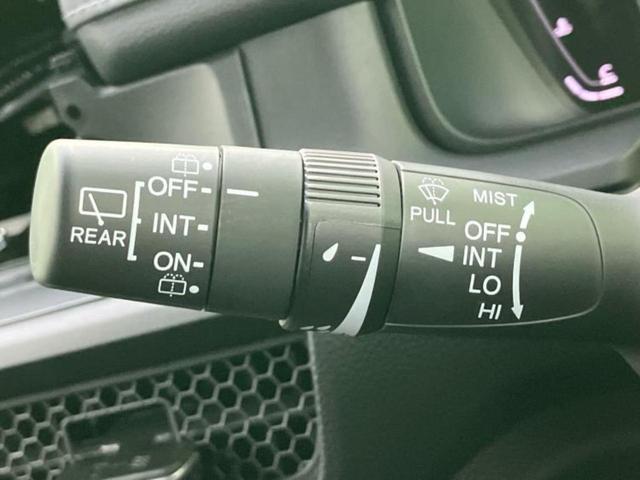 OFF
INT
ON
REAR
PULL
MIST
OFF
INT
LO
HI